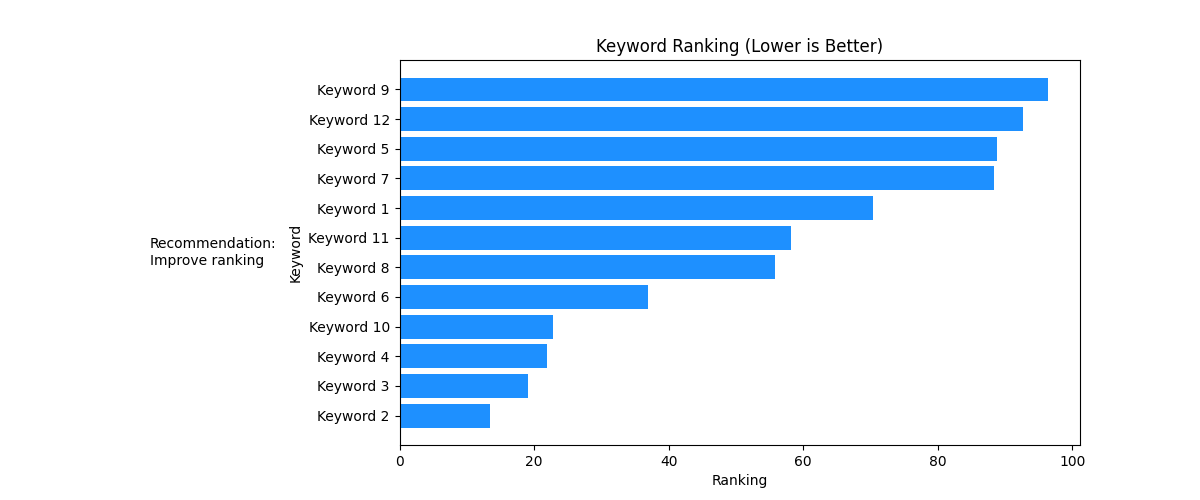 Keyword Ranking (Lower is Better)
Keyword 9
Keyword 12
Keyword 5
Keyword 7
Keyword 1
Keyword 11
Keyword 8
Keyword 6
Keyword 10
Keyword 4
Keyword 3
Keyword 2
Keyword
Recommendation:
Improve ranking
0 20 40 60 80 100
Ranking